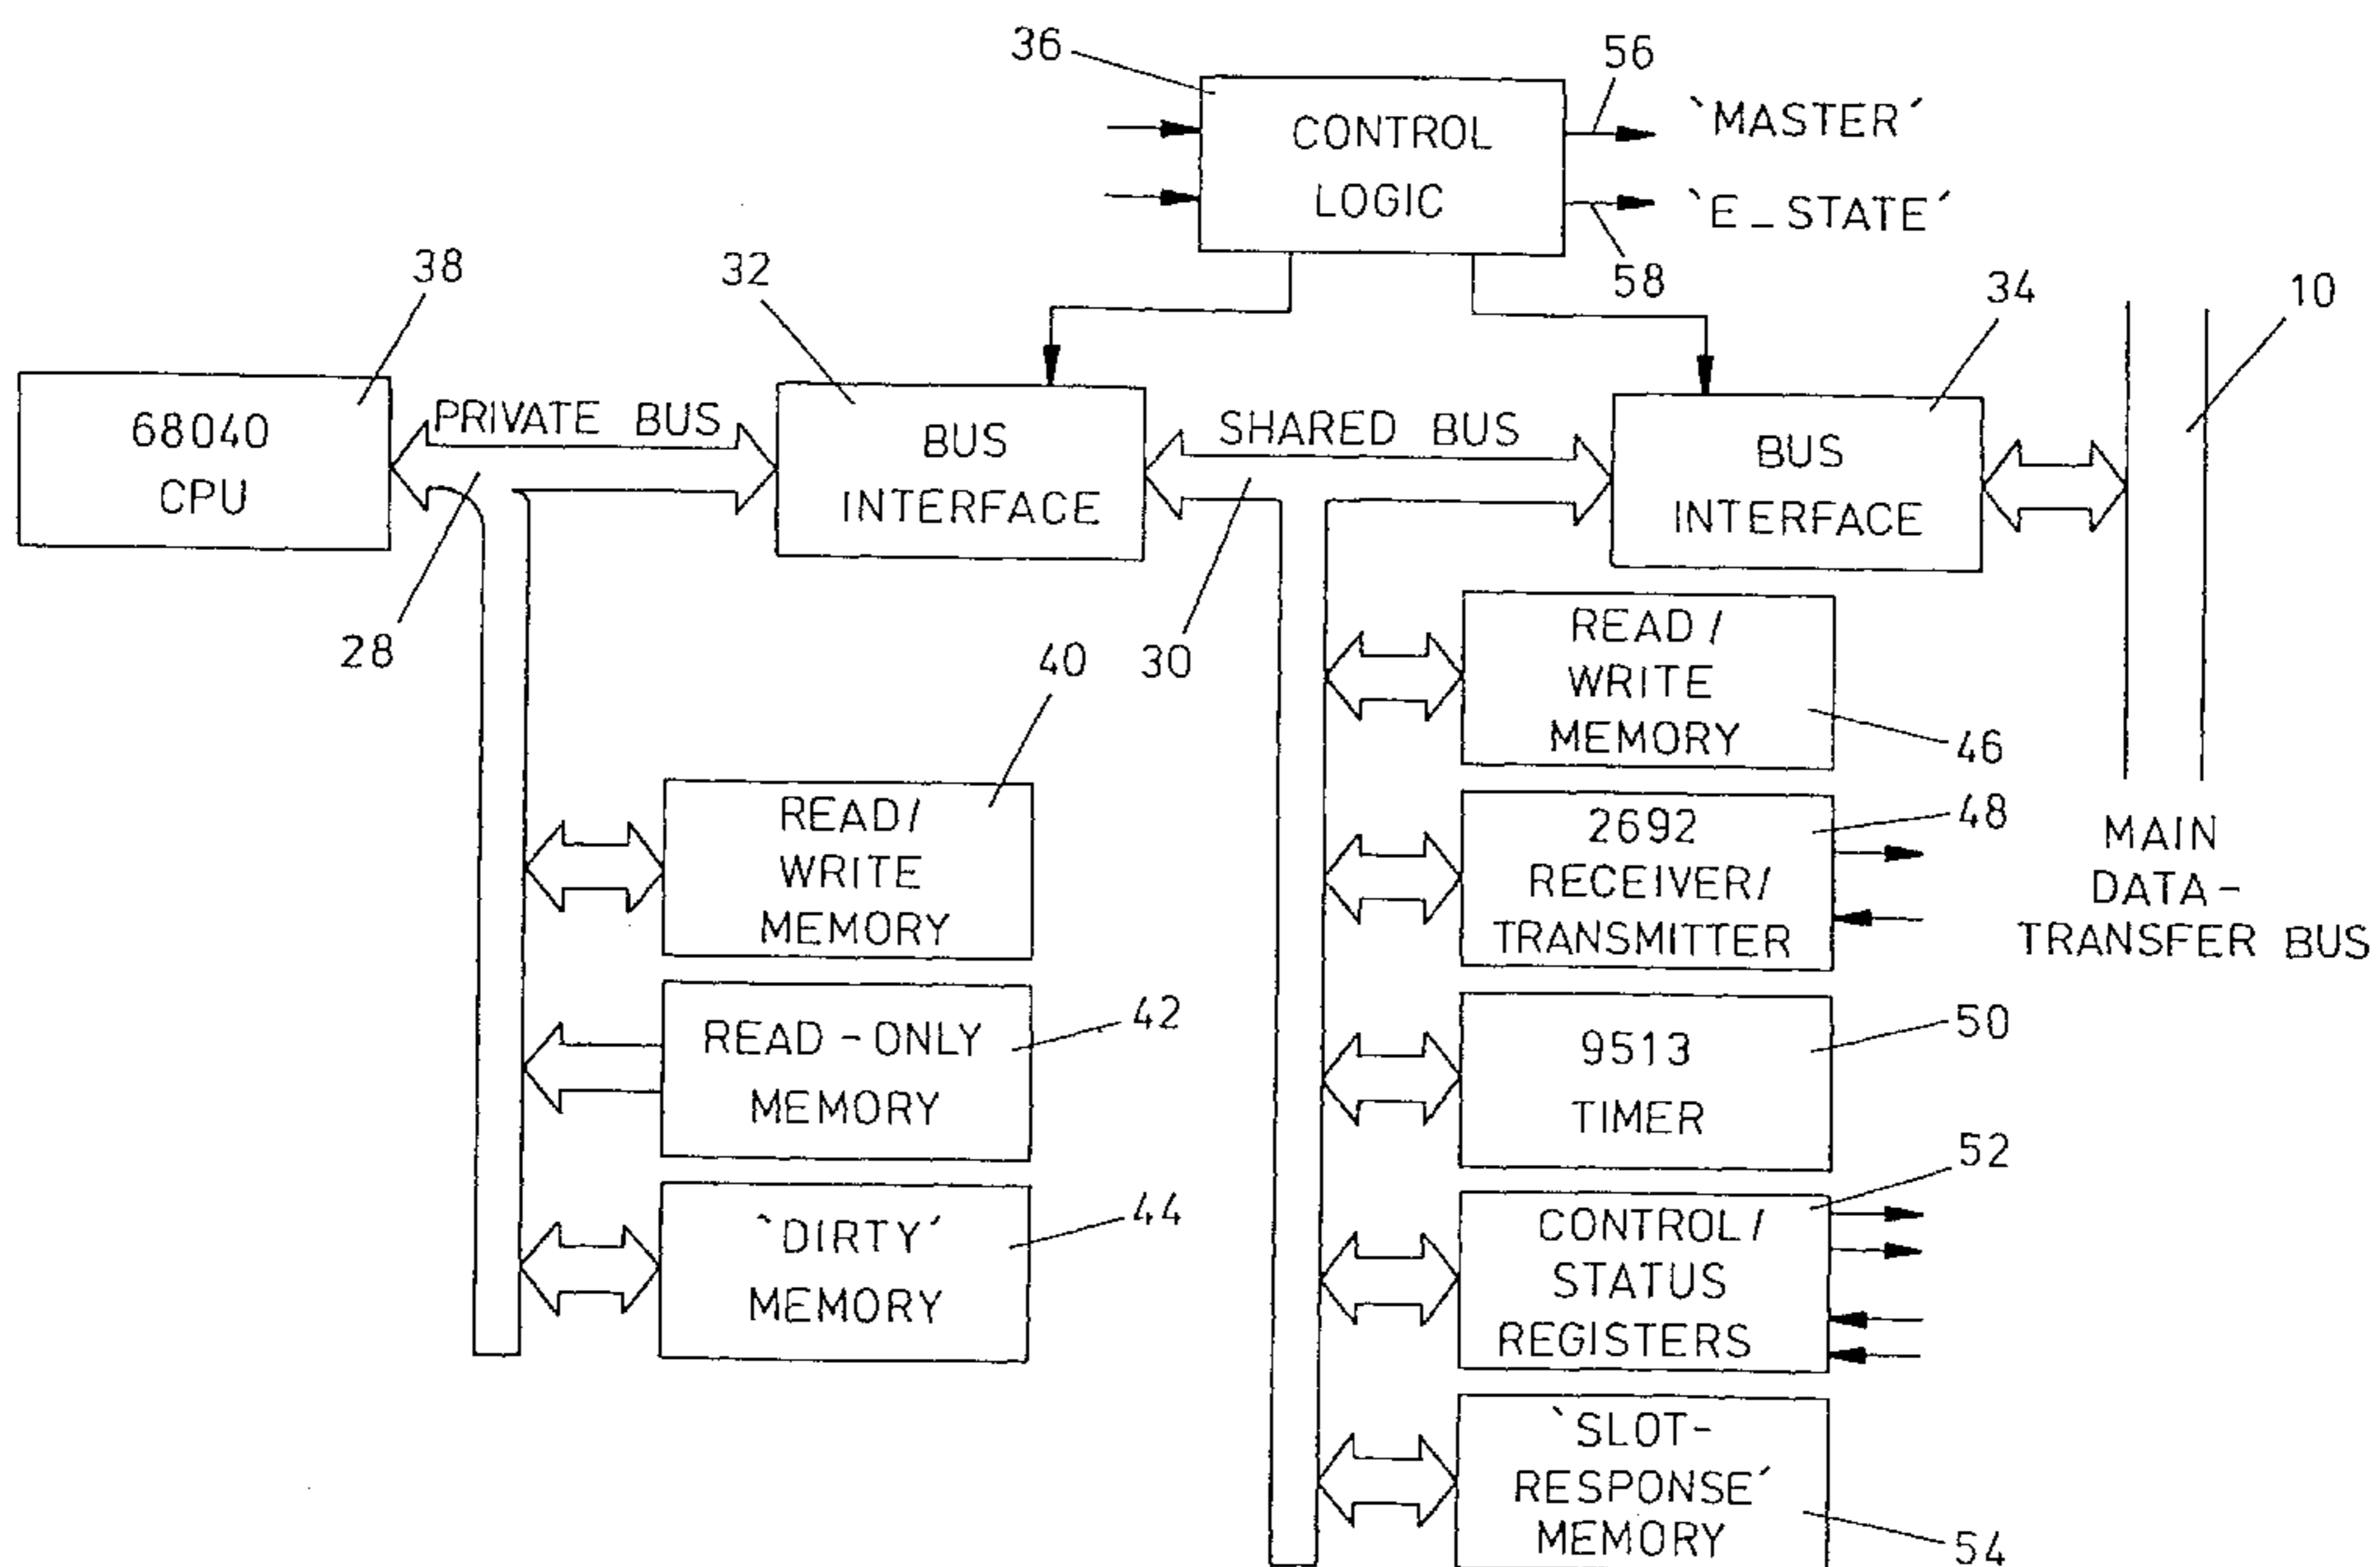 36
56
CONTROL
LOGIC
`MASTER´
`E_STATE´
58
38
32
34
10
68040
CPU
PRIVATE BUS
BUS
INTERFACE
SHARED BUS
BUS
INTERFACE
28
30
40
READ/
WRITE
MEMORY
42
READ-ONLY
MEMORY
44
`DIRTY´
MEMORY
READ/
WRITE
MEMORY
46
2692
RECEIVER/
TRANSMITTER
48
MAIN
DATA-
TRANSFER BUS
9513
TIMER
50
CONTROL/
STATUS
REGISTERS
52
`SLOT-
RESPONSE´
MEMORY
54